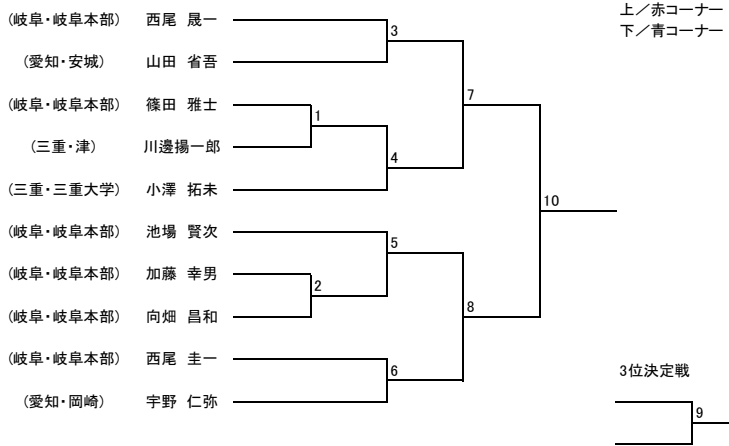 上／赤コーナー
下／青コーナー
(岐阜・岐阜本部) 西尾 晟一
3
(愛知・安城) 山田 省吾
7
(岐阜・岐阜本部) 篠田 雅士
1
(三重・津) 川邊揚一郎
4
(三重・三重大学) 小澤 拓未
10
(岐阜・岐阜本部) 池場 賢次
5
(岐阜・岐阜本部) 加藤 幸男
2
8
(岐阜・岐阜本部) 向畑 昌和
(岐阜・岐阜本部) 西尾 圭一
6
(愛知・岡崎) 宇野 仁弥
3位決定戦
9